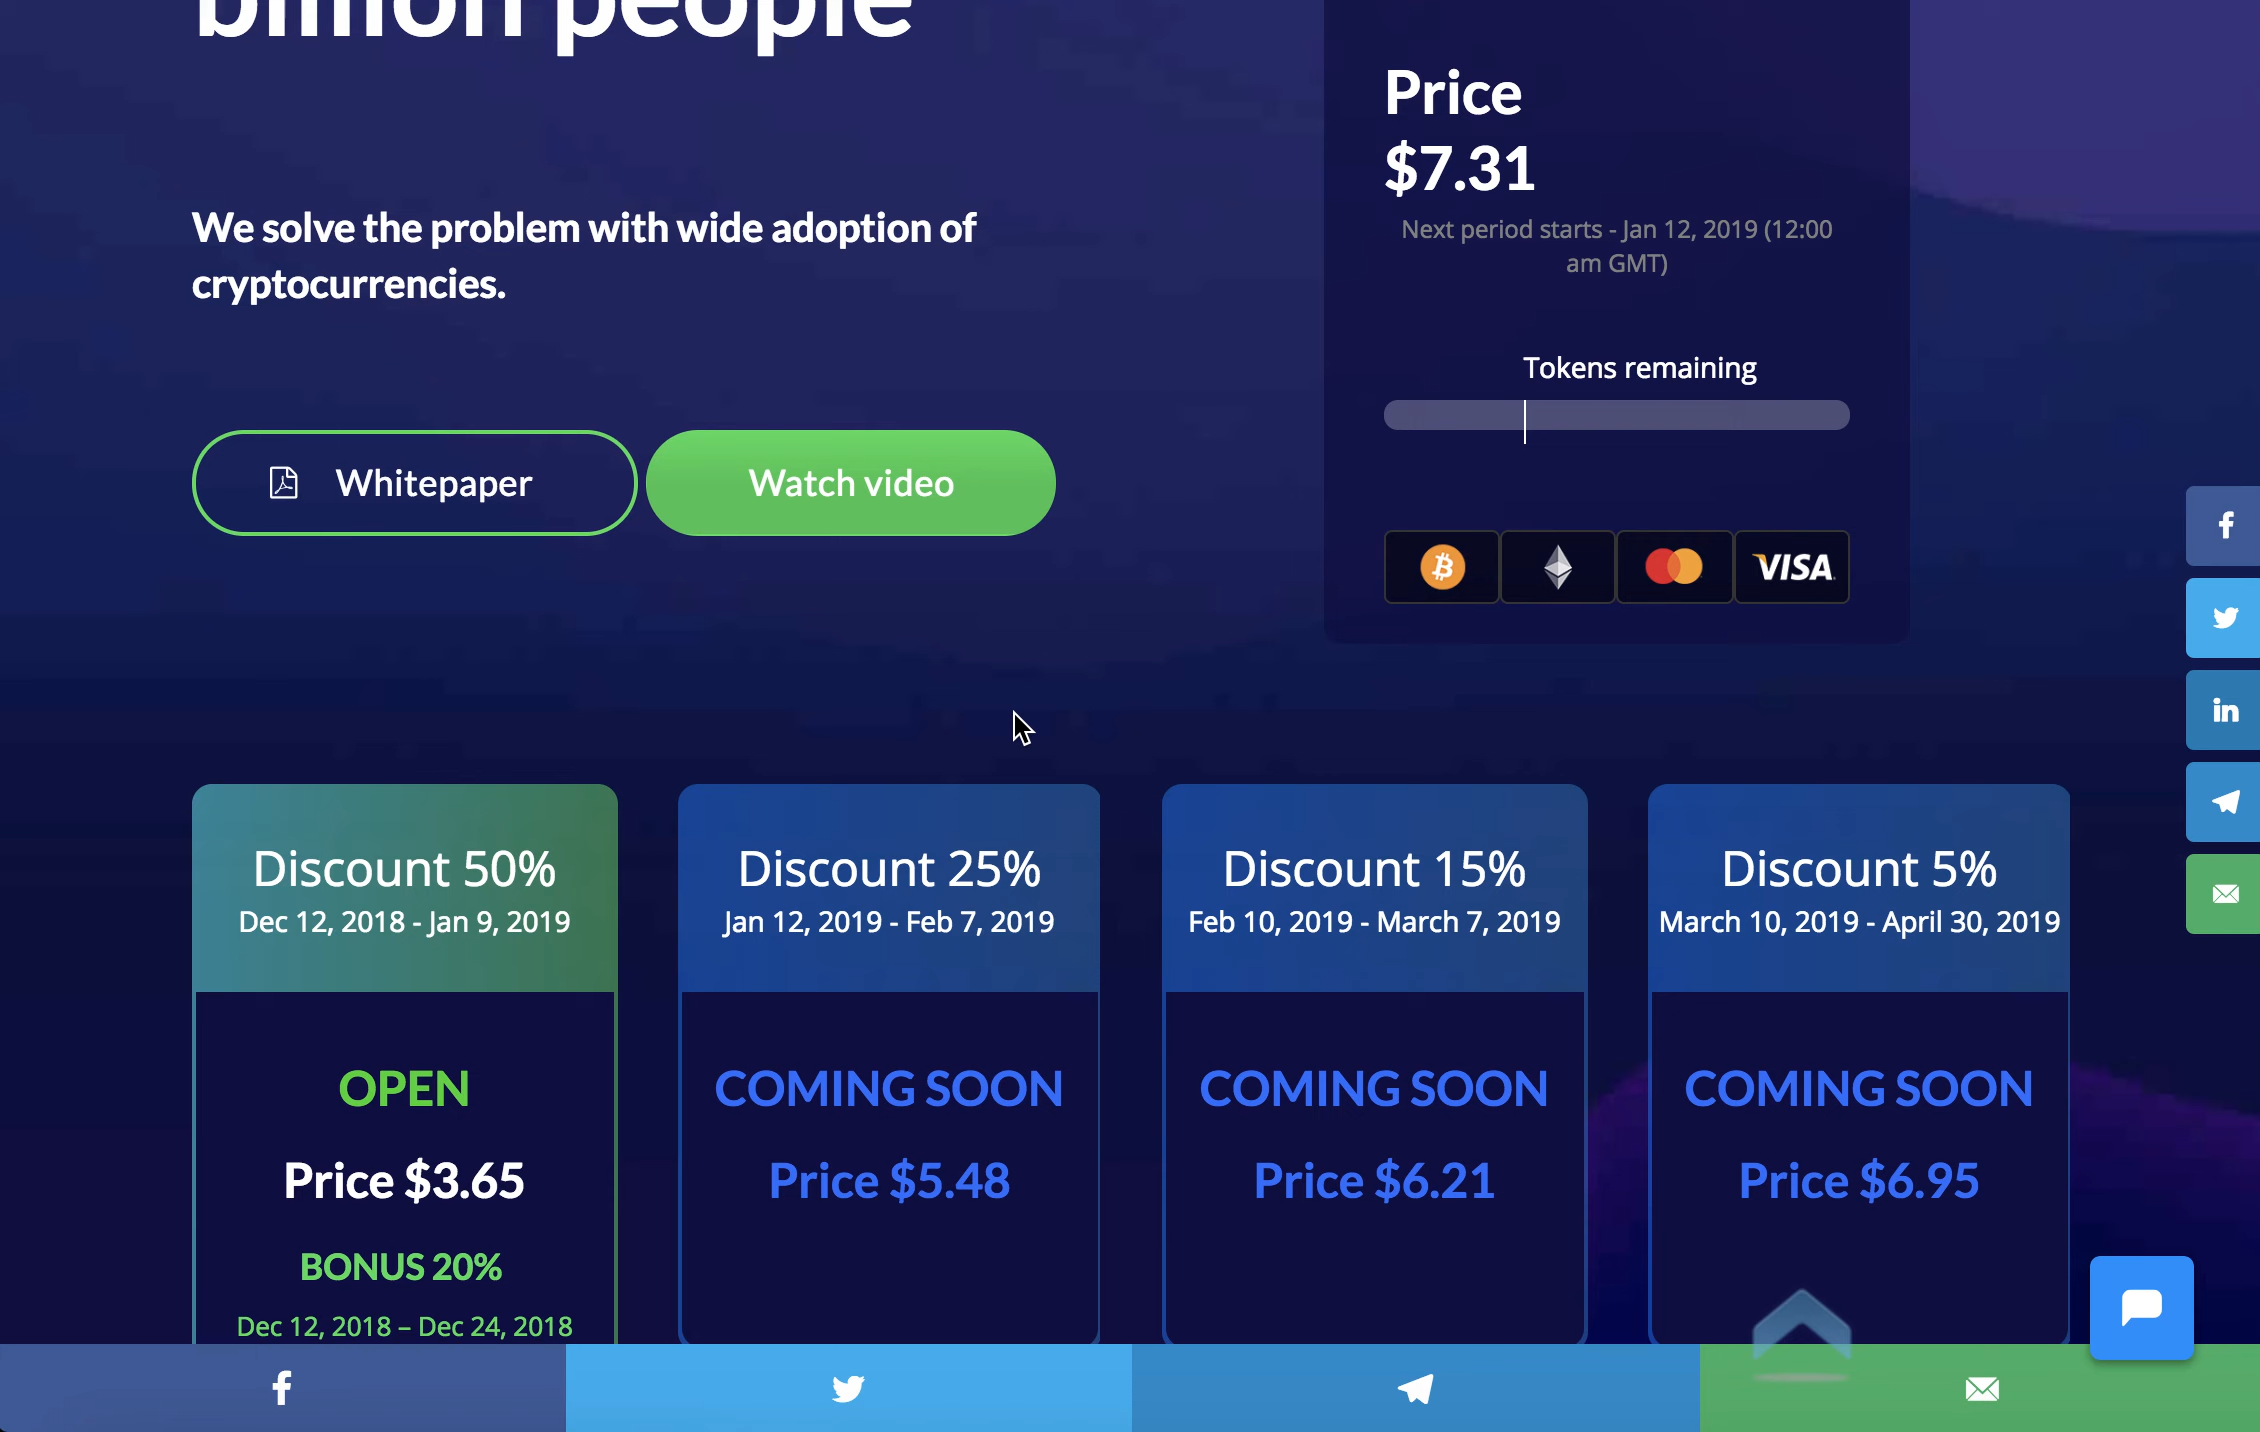 billion people
We solve the problem with wide adoption of
cryptocurrencies.
Whitepaper
Watch video
Price
$7.31
Next period starts - Jan 12, 2019 (12:00
am GMT)
Tokens remaining
VISA
Discount 50%
Dec 12, 2018 - Jan 9, 2019
OPEN
Price $3.65
BONUS 20%
Dec 12, 2018 – Dec 24, 2018
Discount 25%
Jan 12, 2019 - Feb 7, 2019
COMING SOON
Price $5.48
Discount 15%
Feb 10, 2019 - March 7, 2019
COMING SOON
Price $6.21
Discount 5%
March 10, 2019 - April 30, 2019
COMING SOON
Price $6.95